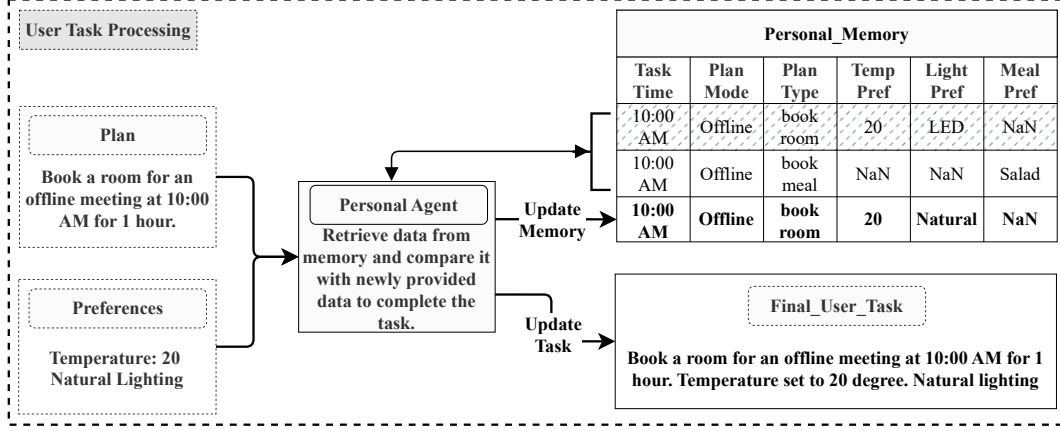 User Task Processing
Plan
Book a room for an
offline meeting at 10:00
AM for 1 hour.
Preferences
Temperature: 20
Natural Lighting
Personal Agent
Retrieve data from
memory and compare it
with newly provided
data to complete the
task.
Update
Memory
Update
Task
Personal_Memory
Task Time Plan Mode Plan Type Temp Pref Light Pref Meal Pref
10:00 AM Offline book room 20 LED NaN
10:00 AM Offline book meal NaN NaN Salad
10:00 AM Offline book room 20 Natural NaN
Final_User_Task
Book a room for an offline meeting at 10:00 AM for 1
hour. Temperature set to 20 degree. Natural lighting